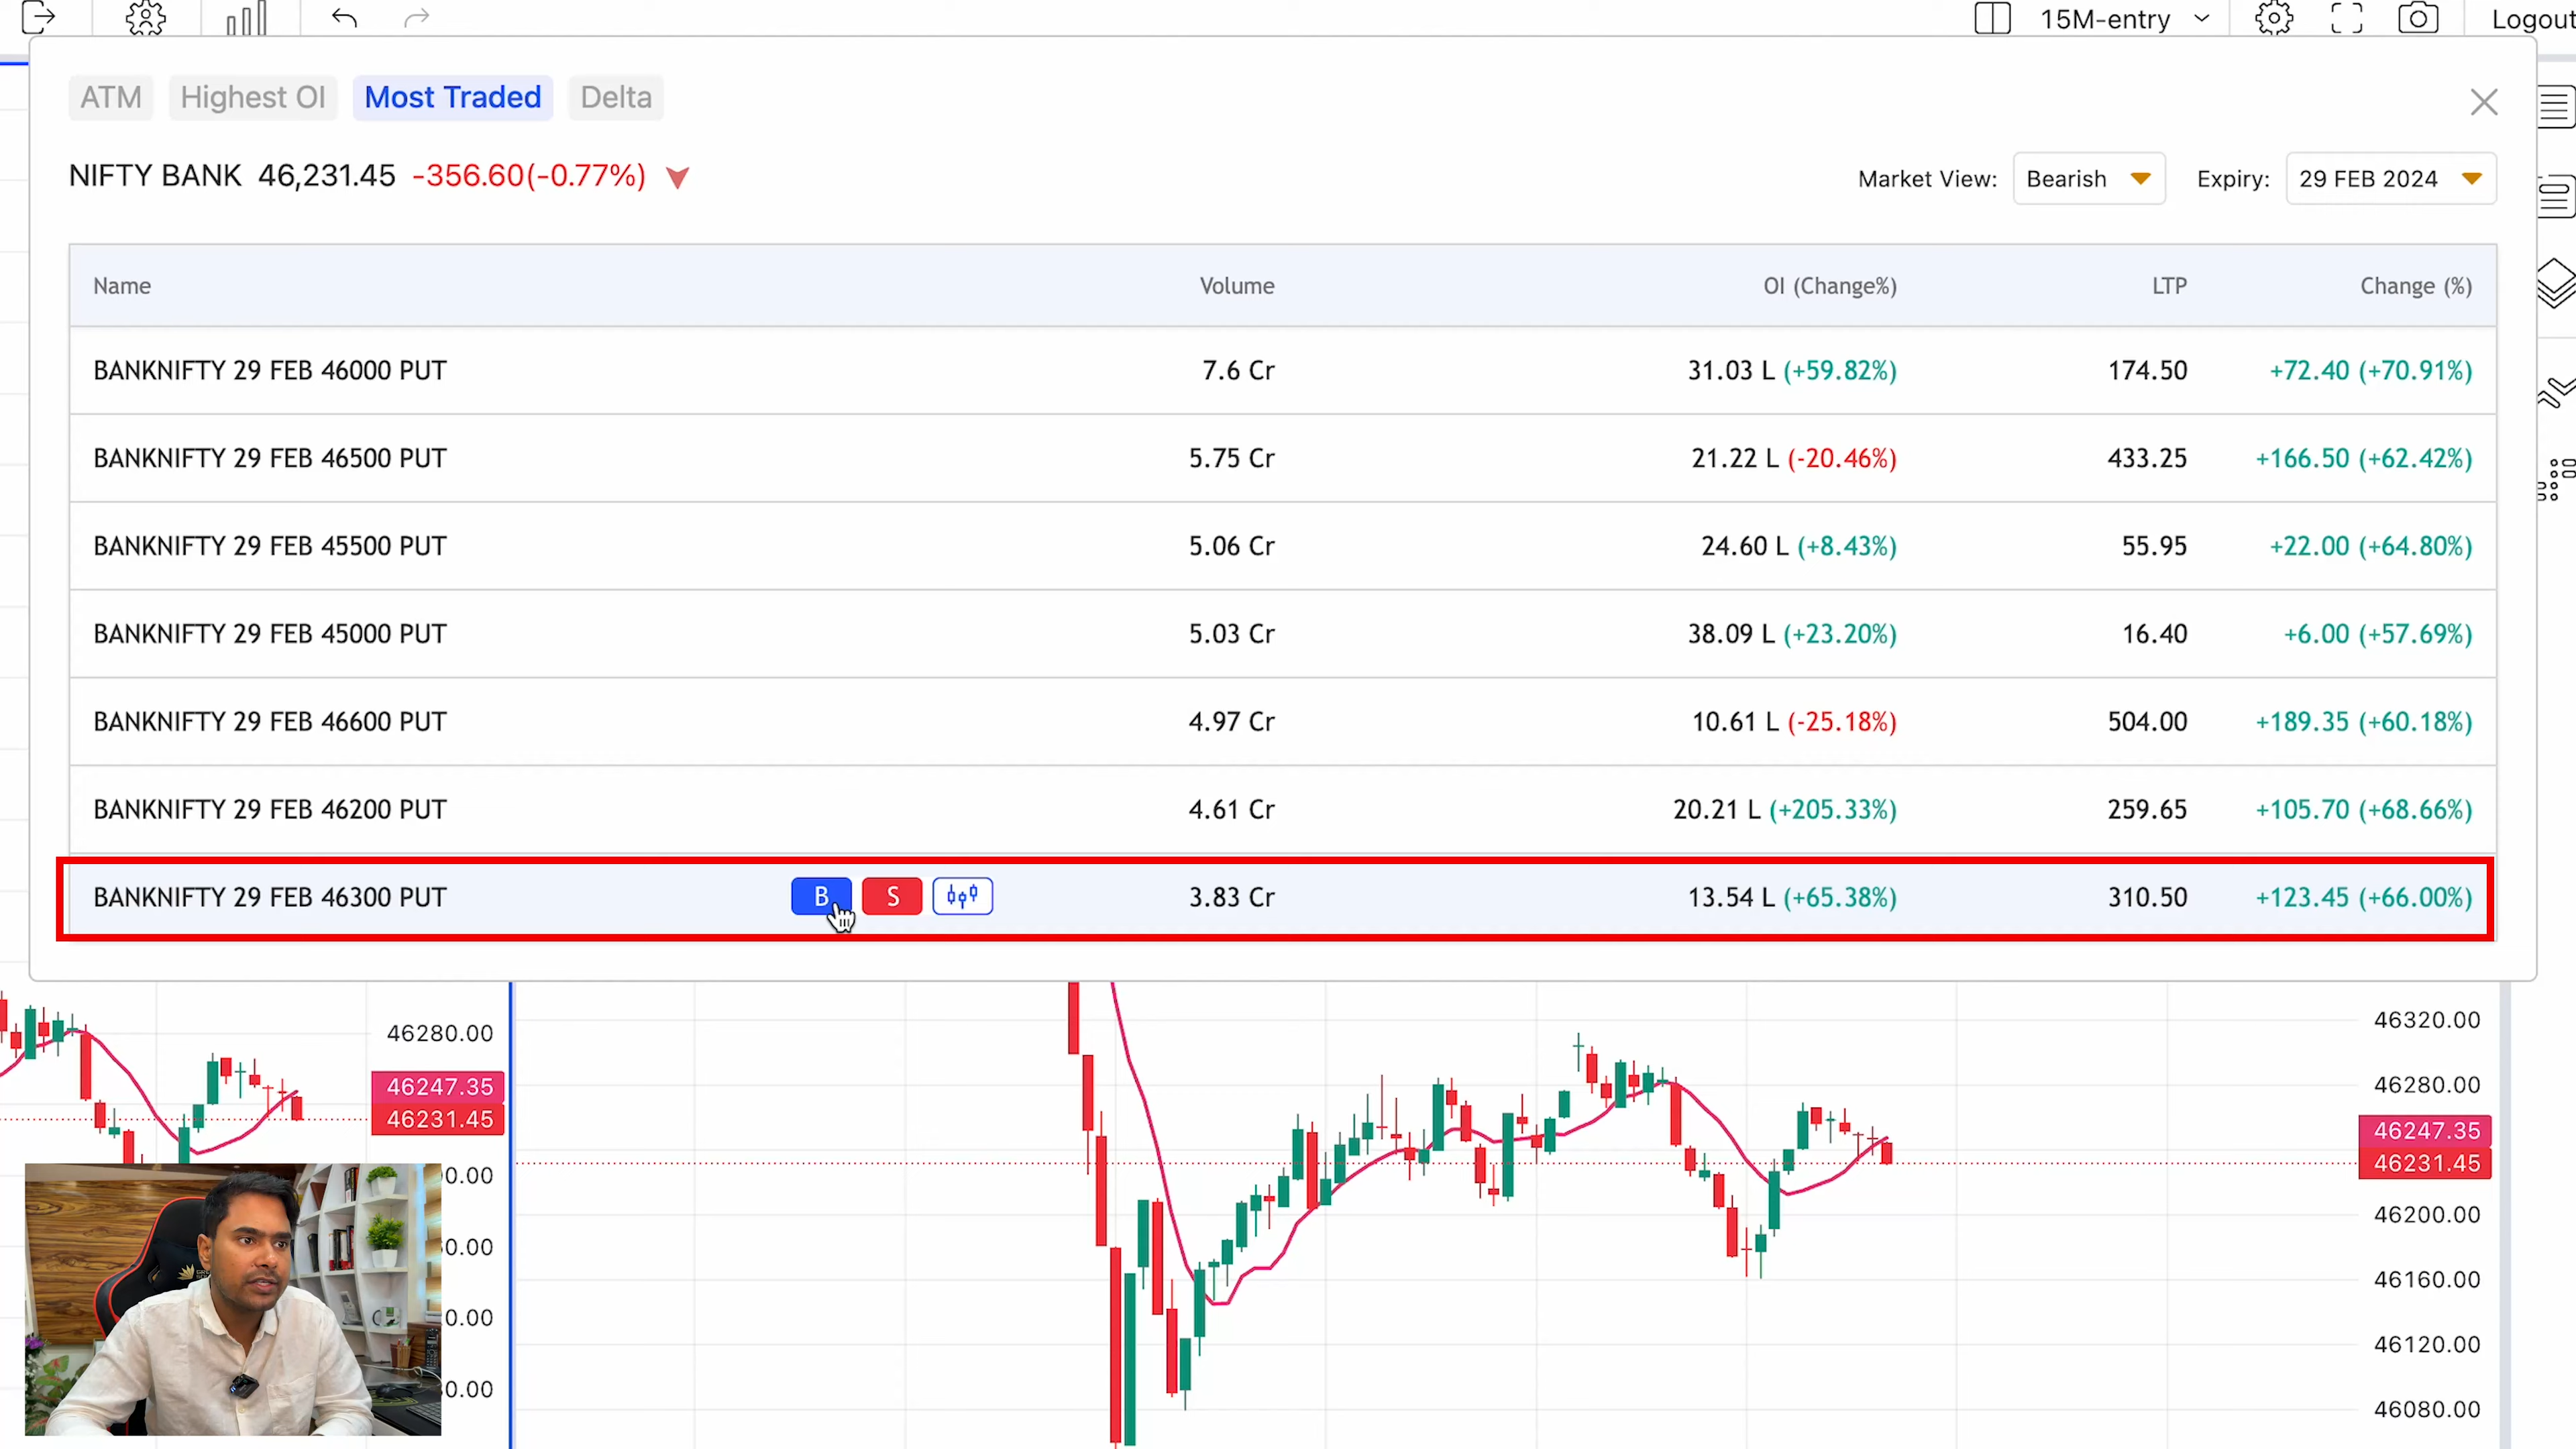 15M-entry
Logout
ATM Highest OI Most Traded Delta
NIFTY BANK 46,231.45 -356.60(-0.77%)
Market View: Bearish Expiry: 29 FEB 2024
Name Volume OI (Change%) LTP Change (%)
BANKNIFTY 29 FEB 46000 PUT 7.6 Cr 31.03 L (+59.82%) 174.50 +72.40 (+70.91%)
BANKNIFTY 29 FEB 46500 PUT 5.75 Cr 21.22 L (-20.46%) 433.25 +166.50 (+62.42%)
BANKNIFTY 29 FEB 45500 PUT 5.06 Cr 24.60 L (+8.43%) 55.95 +22.00 (+64.80%)
BANKNIFTY 29 FEB 45000 PUT 5.03 Cr 38.09 L (+23.20%) 16.40 +6.00 (+57.69%)
BANKNIFTY 29 FEB 46600 PUT 4.97 Cr 10.61 L (-25.18%) 504.00 +189.35 (+60.18%)
BANKNIFTY 29 FEB 46200 PUT 4.61 Cr 20.21 L (+205.33%) 259.65 +105.70 (+68.66%)
BANKNIFTY 29 FEB 46300 PUT B S 3.83 Cr 13.54 L (+65.38%) 310.50 +123.45 (+66.00%)
46280.00
46247.35
46231.45
46320.00
46280.00
46247.35
46231.45
46200.00
46160.00
46120.00
46080.00